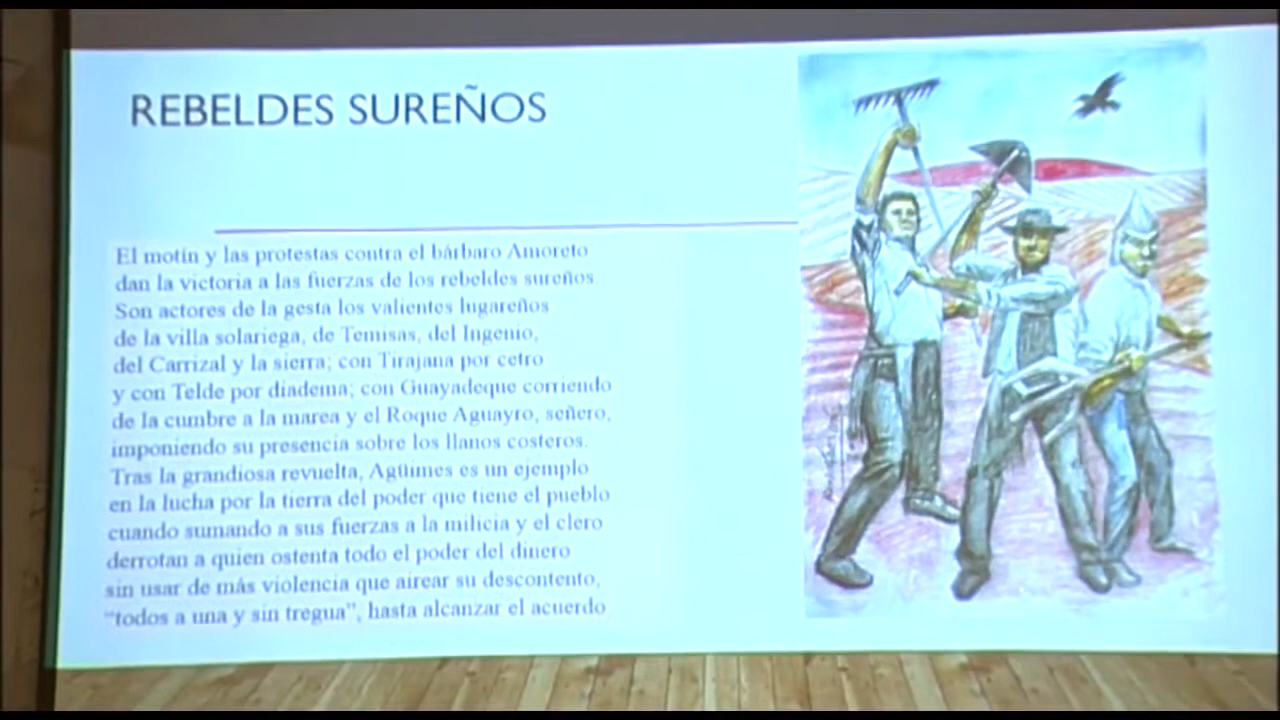 REBELDES SUREÑOS
El motín y las protestas contra el bárbaro Amoreto
dan la victoria a las fuerzas de los rebeldes sureños.
Son actores de la gesta los valientes lugareños
de la villa solariega, de Temisas, del Ingenio,
del Carrizal y la sierra; con Tirajana por cetro
y con Telde por diadema; con Guayadeque corriendo
de la cumbre a la marea y el Roque Aguayro, señero,
imponiendo su presencia sobre los llanos costeros.
Tras la grandiosa revuelta, Agüimes es un ejemplo
en la lucha por la tierra del poder que tiene el pueblo
cuando sumando a sus fuerzas a la milicia y el clero
derrotan a quien ostenta todo el poder del dinero
sin usar de más violencia que airear su descontento,
“todos a una y sin tregua”, hasta alcanzar el acuerdo